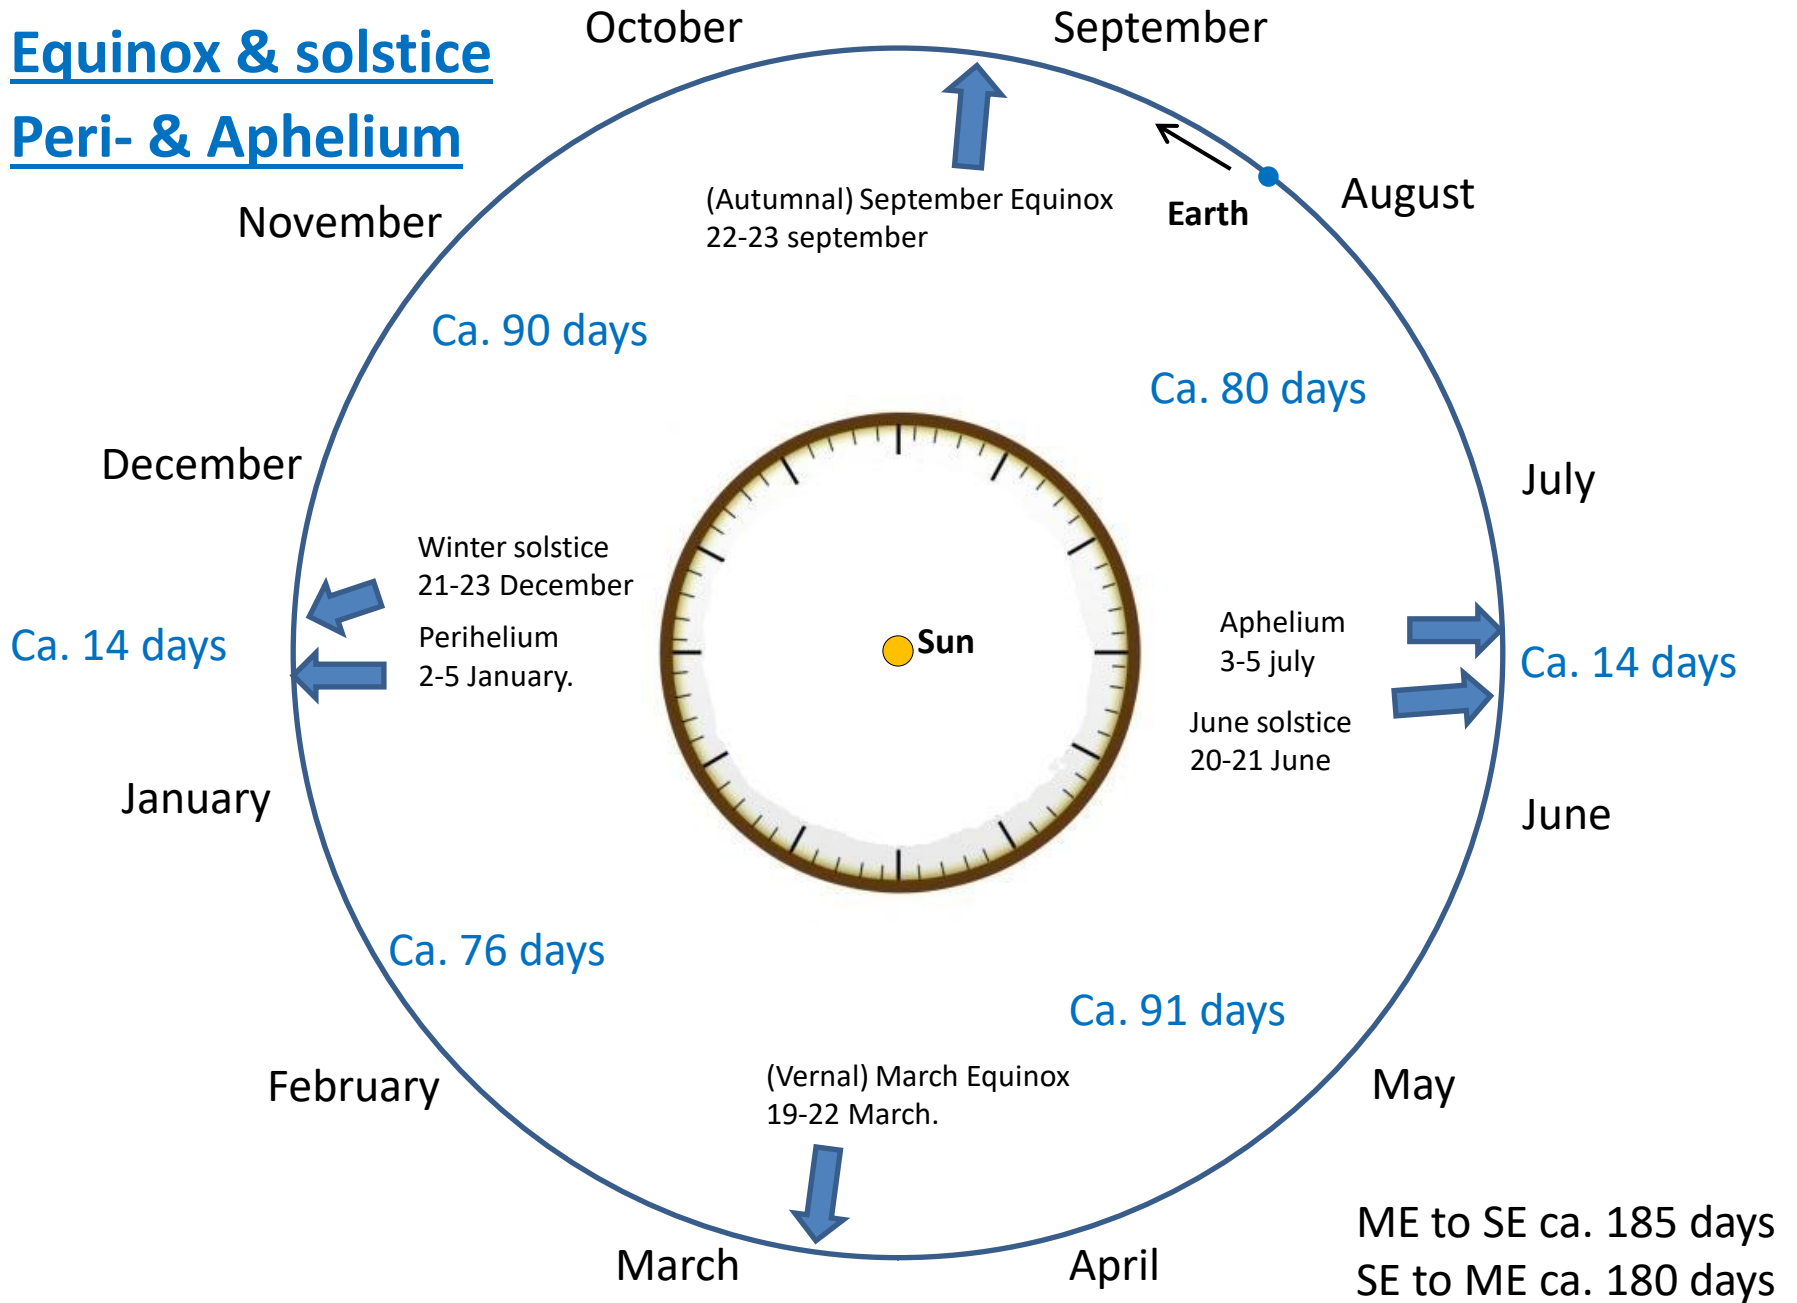 Equinox & solstice
Peri- & Aphelium
October
September
November
August
(Autumnal) September Equinox
22-23 september
Earth
Ca. 90 days
Ca. 80 days
December
July
Winter solstice
21-23 December
Perihelium
2-5 January.
Ca. 14 days
Sun
Aphelium
3-5 july
Ca. 14 days
June solstice
20-21 June
January
June
Ca. 76 days
Ca. 91 days
February
May
(Vernal) March Equinox
19-22 March.
March
April
ME to SE ca. 185 days
SE to ME ca. 180 days